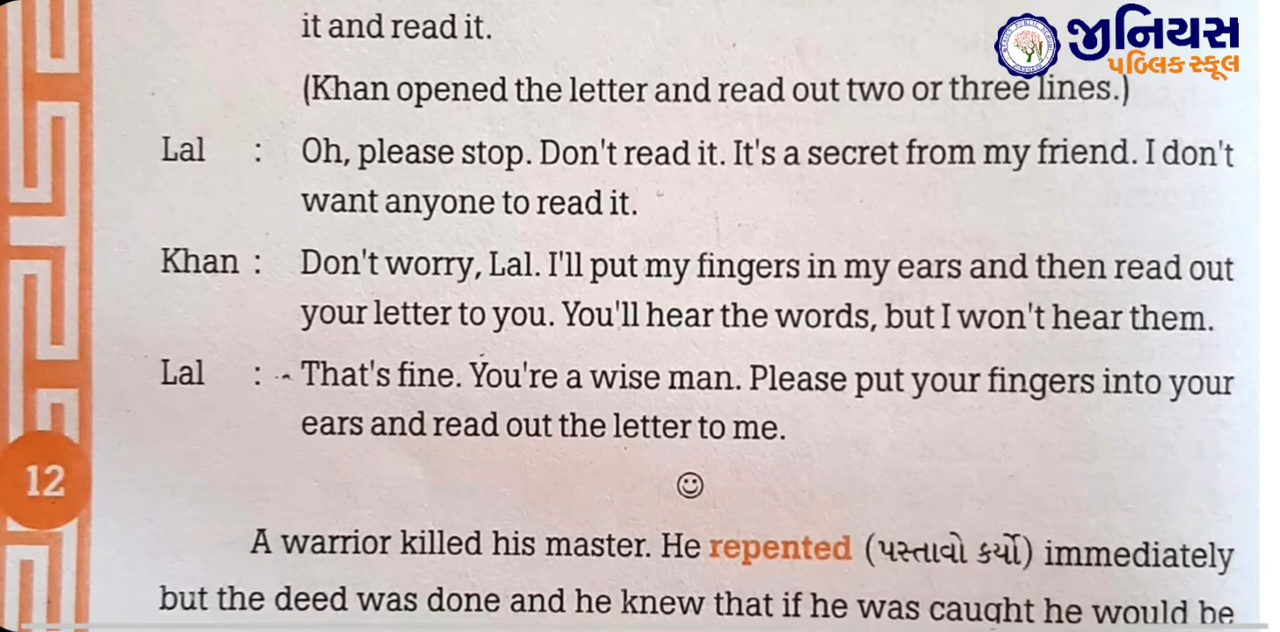 જીનિયસ
પબ્લિક સ્કૂલ
it and read it.
(Khan opened the letter and read out two or three lines.)
Lal : Oh, please stop. Don't read it. It's a secret from my friend. I don't
want anyone to read it.
Khan : Don't worry, Lal. I'll put my fingers in my ears and then read out
your letter to you. You'll hear the words, but I won't hear them.
Lal : That's fine. You're a wise man. Please put your fingers into your
ears and read out the letter to me.
12
A warrior killed his master. He repented (પસ્તાવો કર્યો) immediately
but the deed was done and he knew that if he was caught he would be